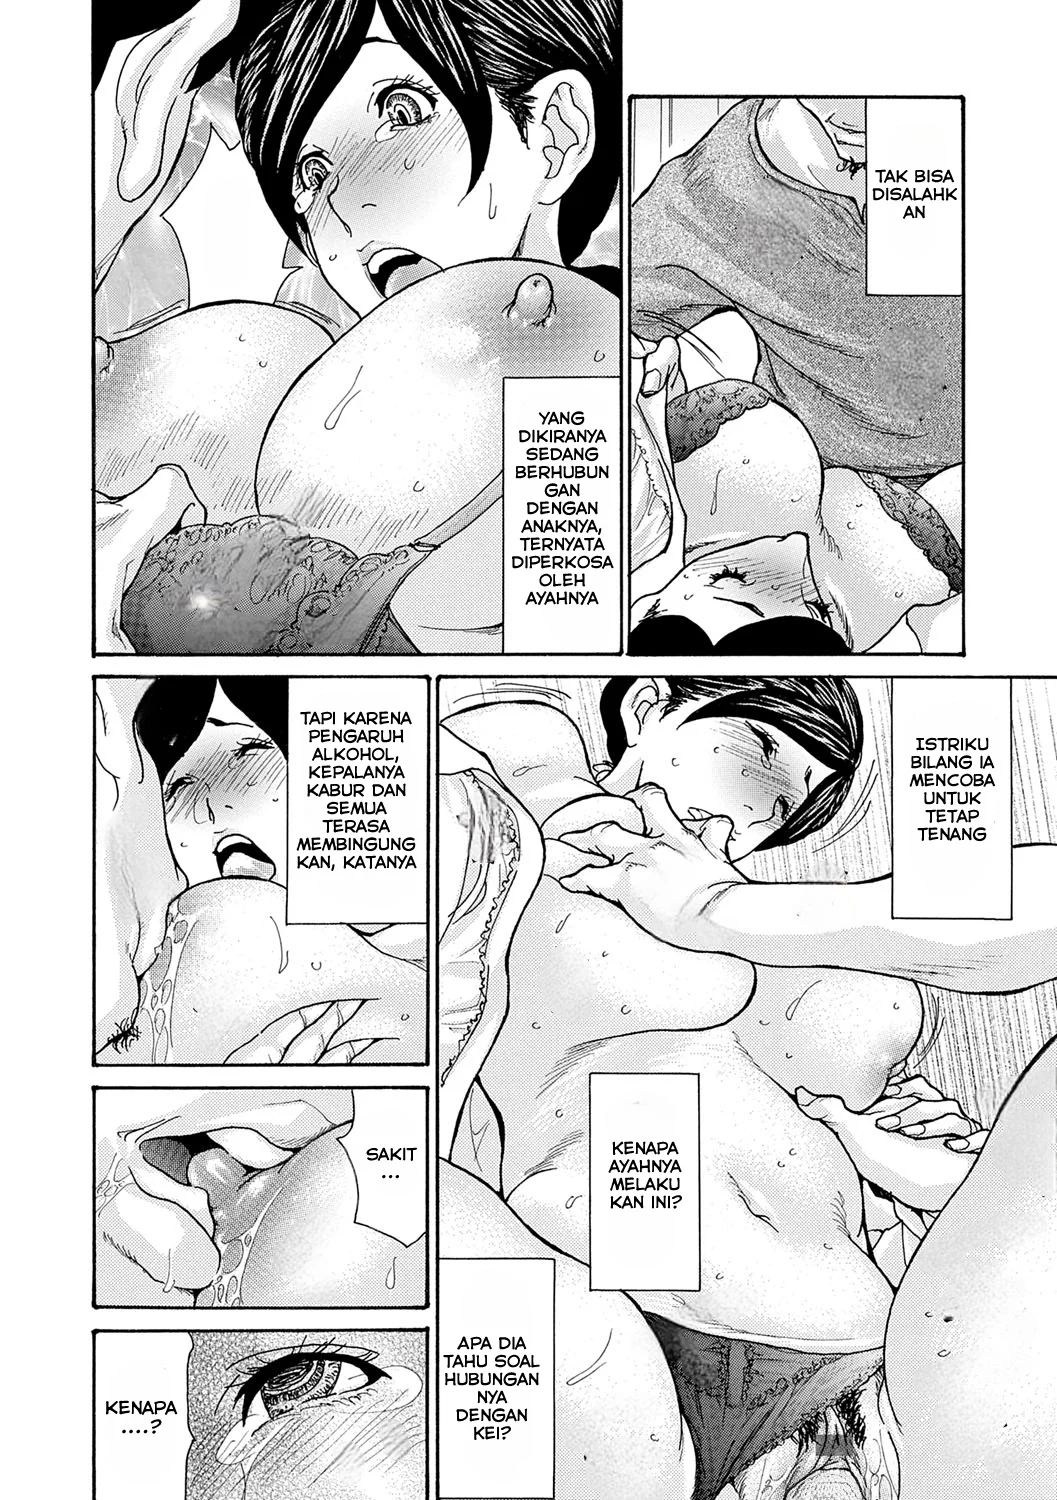 TAK BISA
DISALAHK
AN
YANG
DIKIRANYA
SEDANG
BERHUBUN
GAN
DENGAN
ANAKNYA,
TERNYATA
DIPERKOSA
OLEH
AYAHNYA
ISTRIKU
BILANG IA
MENCOBA
UNTUK
TETAP
TENANG
KENAPA
AYAHNYA
MELAKU
KAN INI?
APA DIA
TAHU SOAL
HUBUNGAN
NYA
DENGAN
KEI?
TAPI KARENA
PENGARUH
ALKOHOL,
KEPALANYA
KABUR DAN
SEMUA
TERASA
MEMBINGUNG
KAN, KATANYA
SAKIT
...
KENAPA
....?